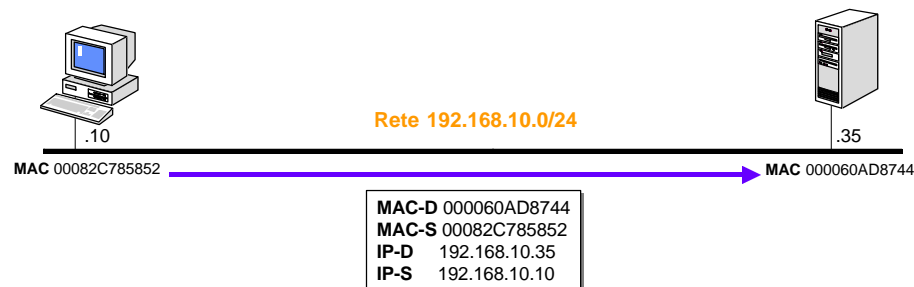 Rete 192.168.10.0/24
.10
.35
MAC 00082C785852
MAC 000060AD8744
MAC-D 000060AD8744
MAC-S 00082C785852
IP-D 192.168.10.35
IP-S 192.168.10.10